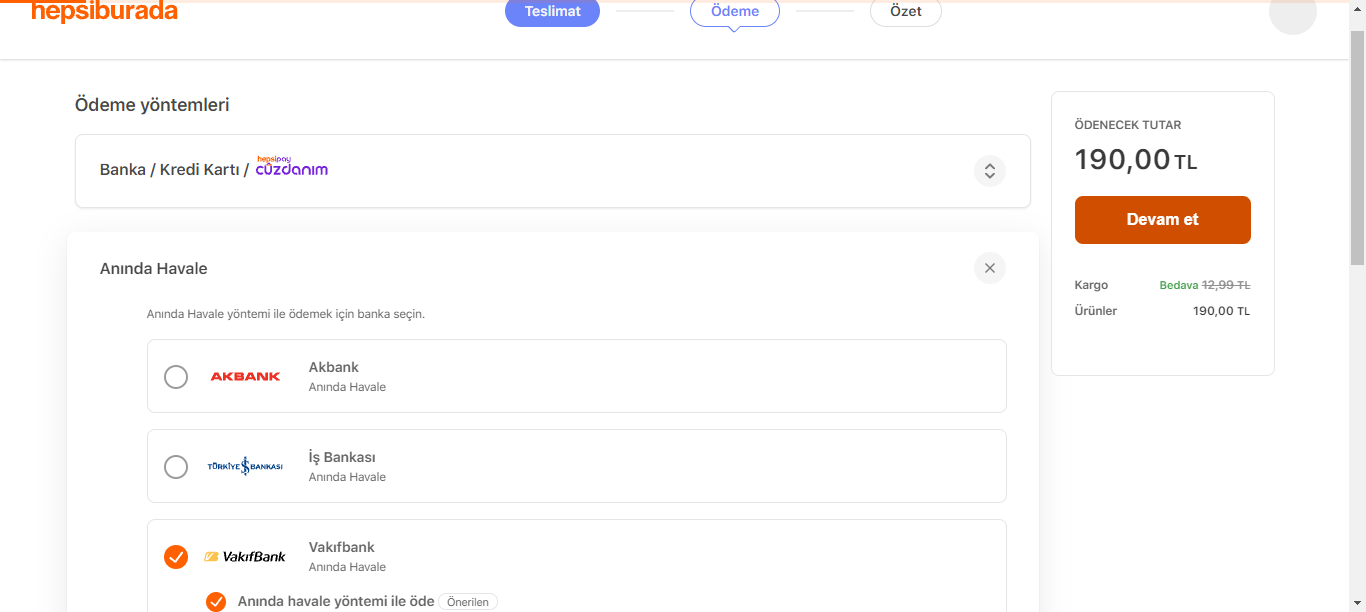 hepsiburada
Teslimat
Ödeme
Özet
Ödeme yöntemleri
Banka / Kredi Kartı / hepsipay cüzdanım
Anında Havale
Anında Havale yöntemi ile ödemek için banka seçin.
AKBANK
Akbank
Anında Havale
TÜRKİYE İŞ BANKASI
İş Bankası
Anında Havale
VakıfBank
Vakıfbank
Anında Havale
Anında havale yöntemi ile öde Önerilen
ÖDENECEK TUTAR
190,00 TL
Devam et
Kargo Bedava 12,99 TL
Ürünler 190,00 TL